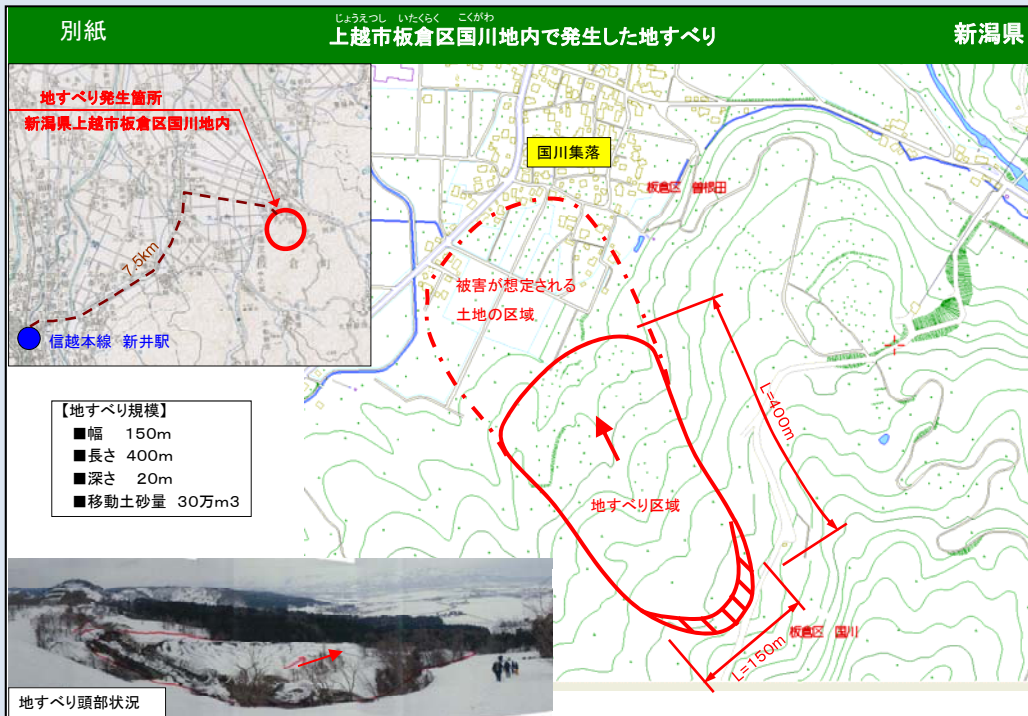 別紙
じょうえつし いたくらく こくがわ
上越市板倉区国川地内で発生した地すべり
新潟県
地すべり発生箇所
新潟県上越市板倉区国川地内
7.5km
信越本線 新井駅
国川集落
板倉区 曽根田
被害が想定される
土地の区域
L=400m
地すべり区域
板倉区 国川
L=150m
【地すべり規模】
■幅 150m
■長さ 400m
■深さ 20m
■移動土砂量 30万m3
地すべり頭部状況